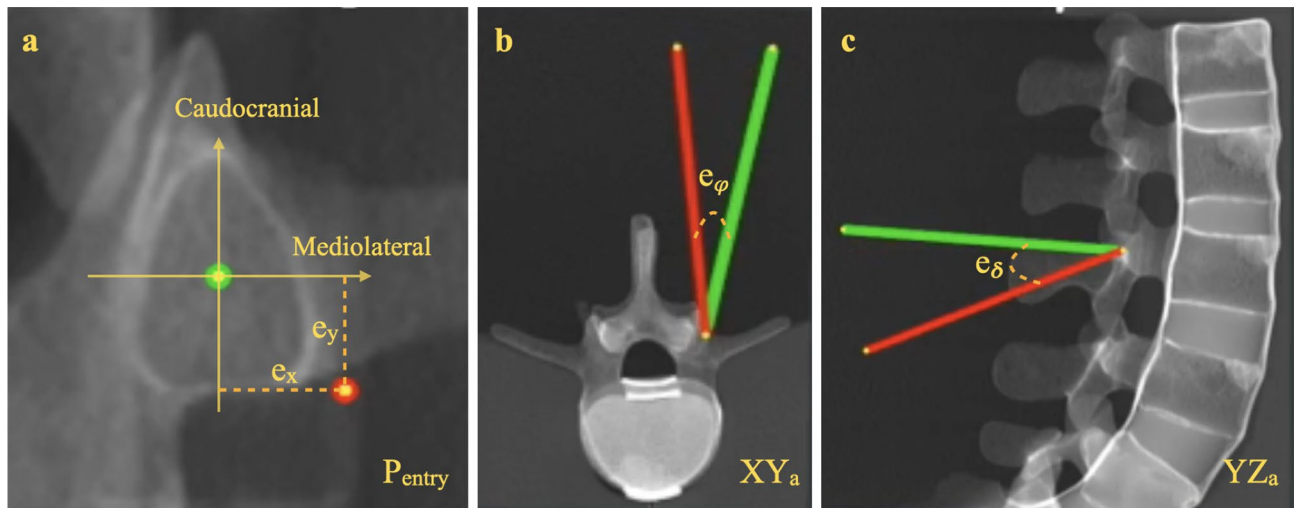 a
Caudocranial
Mediolateral
e_y
e_x
P_entry
b
e_φ
XY_a
c
e_δ
YZ_a